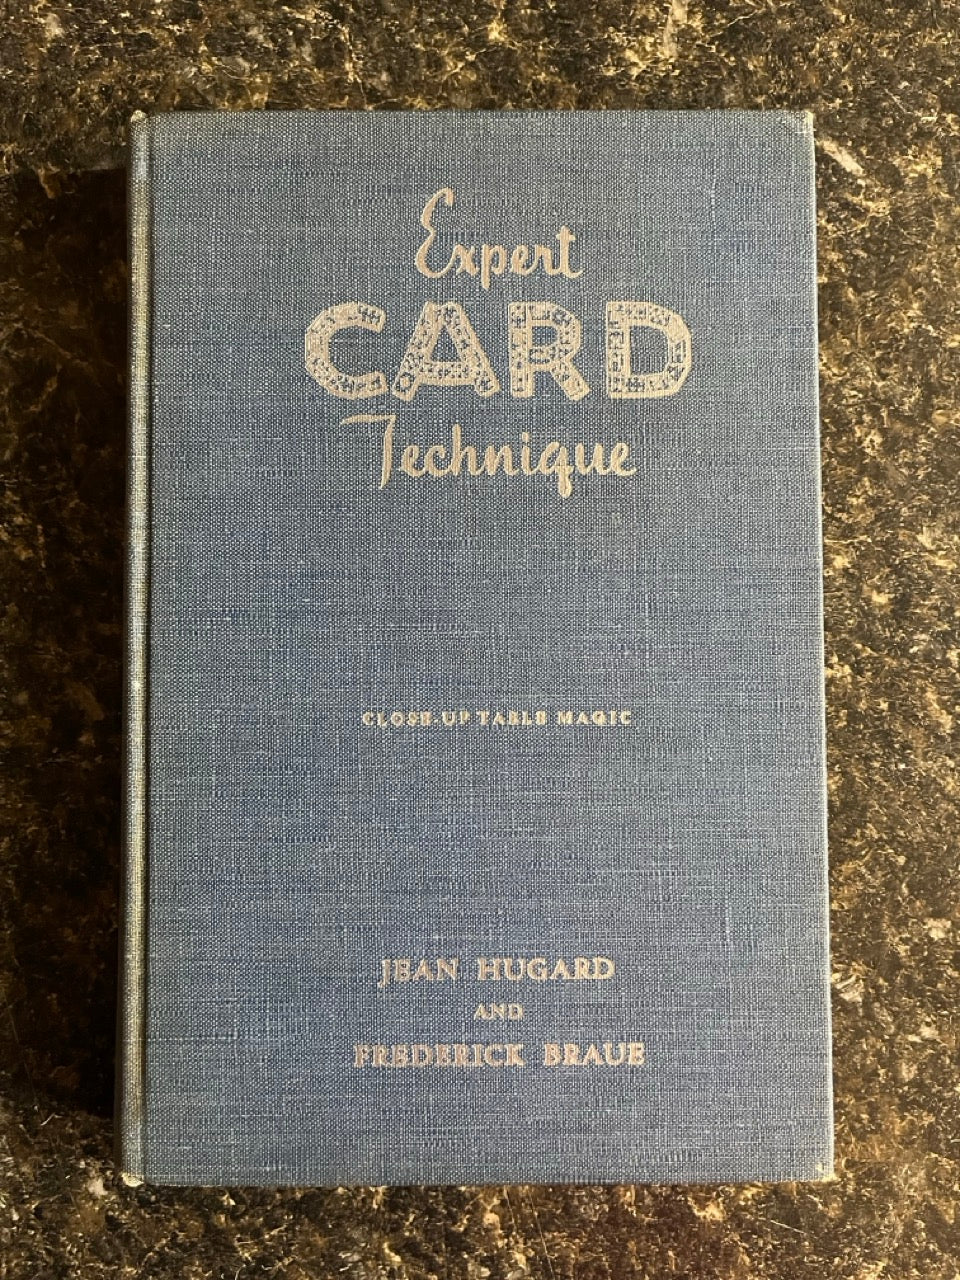 Expert
CARD
Technique
CLOSE-UP TABLE MAGIC
JEAN HUGARD
AND
FREDERICK BRAUE